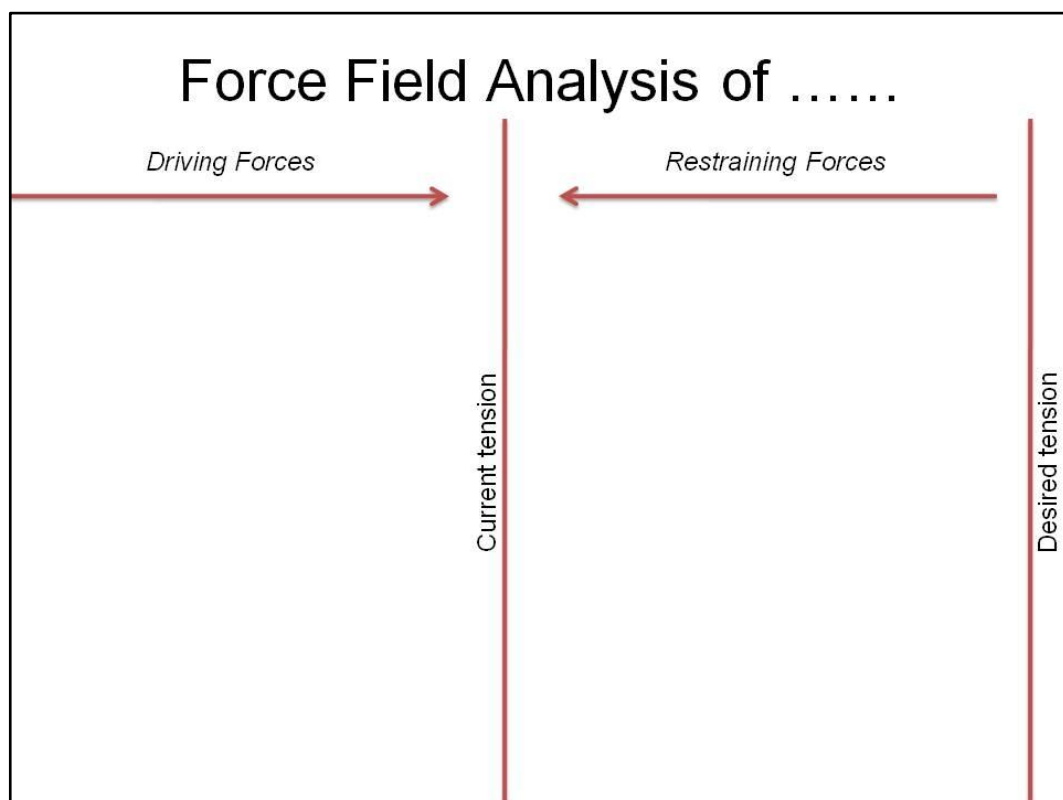 Force Field Analysis of ......
Driving Forces
Restraining Forces
Current tension
Desired tension